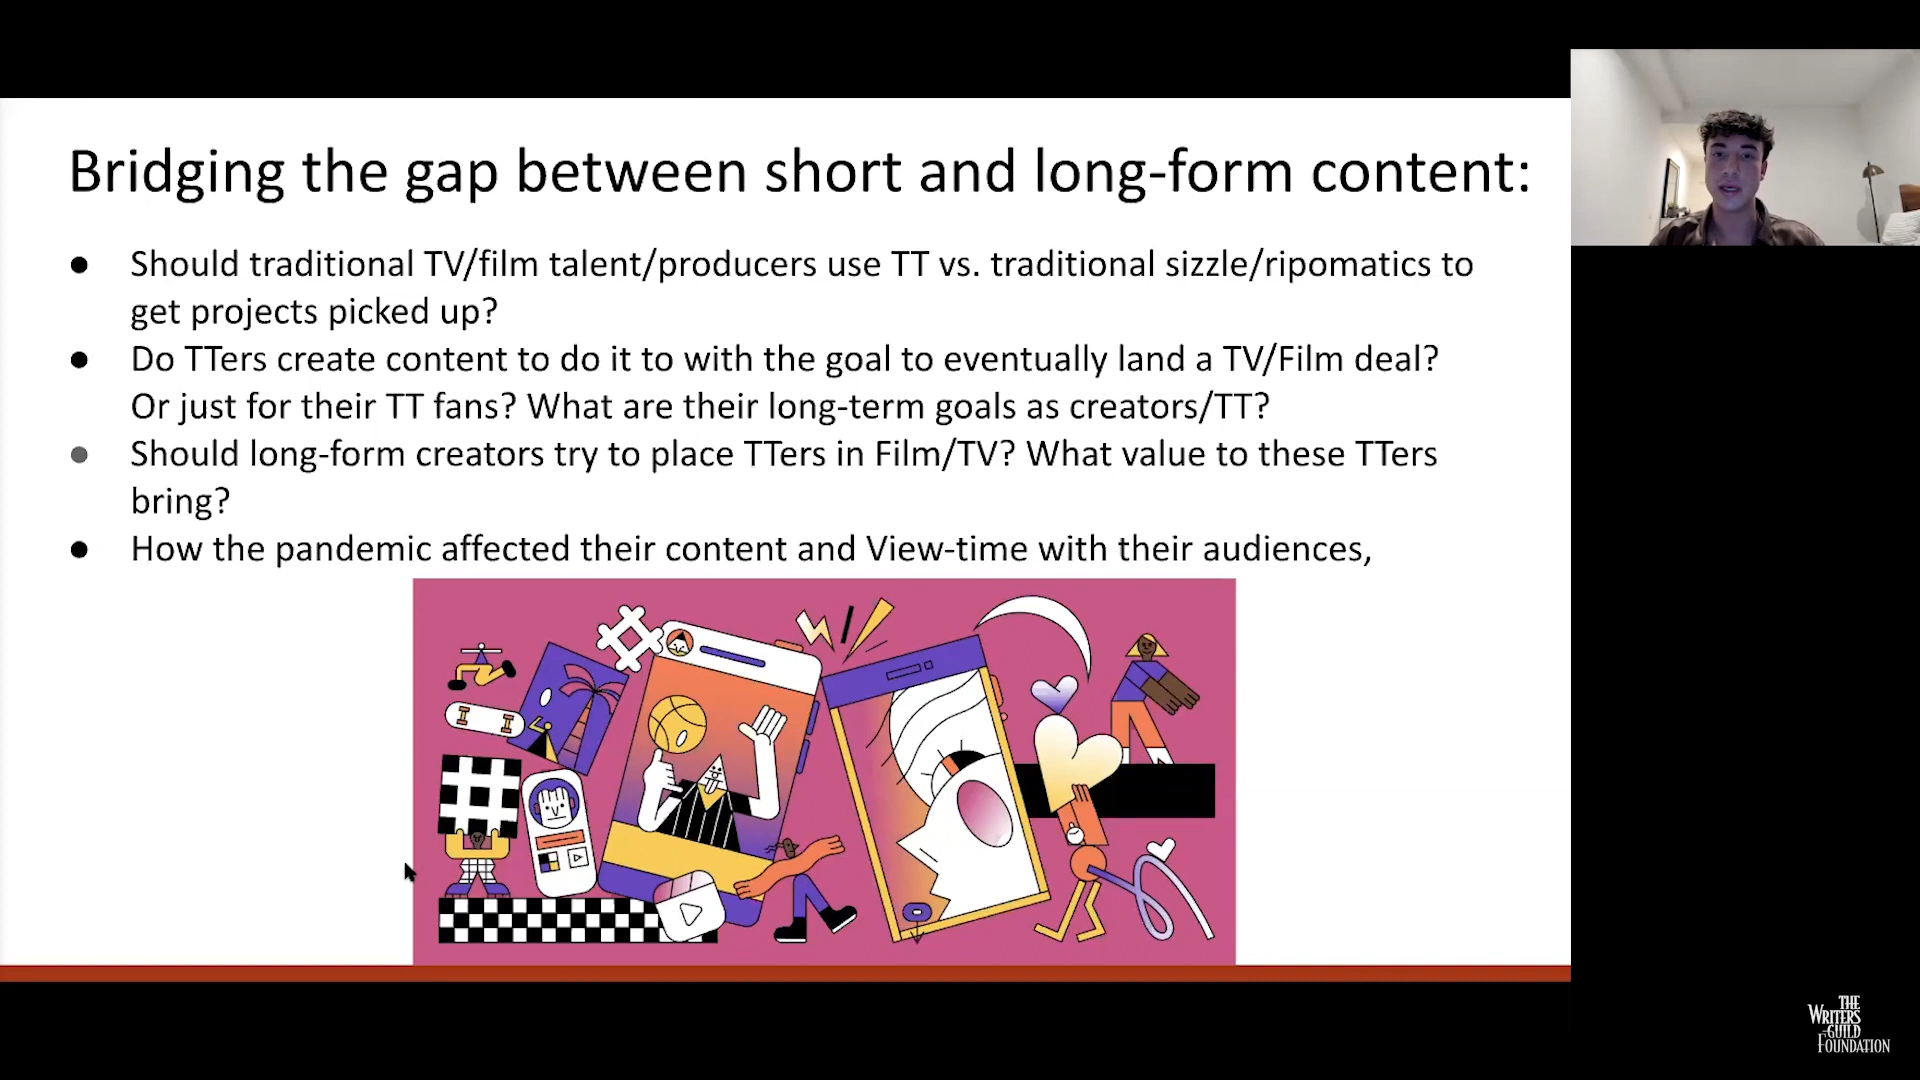 Bridging the gap between short and long-form content:
Should traditional TV/film talent/producers use TT vs. traditional sizzle/ripomatics to
get projects picked up?
Do TTers create content to do it to with the goal to eventually land a TV/Film deal?
Or just for their TT fans? What are their long-term goals as creators/TT?
Should long-form creators try to place TTers in Film/TV? What value to these TTers
bring?
How the pandemic affected their content and View-time with their audiences,
THE
WRITERS
GUILD
FOUNDATION